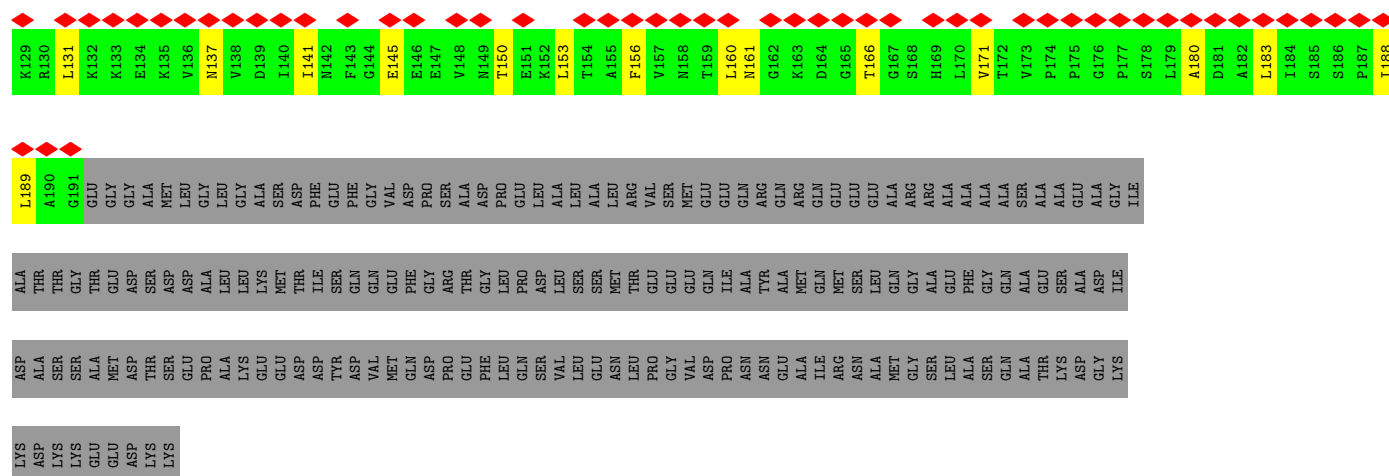 K129 R130 L131 K132 K133 E134 K135 V136 N137 V138 D139 I140 I141 N142 F143 G144 E145 E146 E147 V148 N149 T150 E151 K152 L153 T154 A155 F156 V157 N158 T159 L160 N161 G162 K163 D164 G165 T166 G167 S168 H169 L170 V171 T172 V173 P174 P175 G176 P177 S178 L179 A180 D181 A182 L183 I184 S185 S186 P187 I188
L189 A190 G191 GLU GLY GLY ALA MET LEU GLY LEU GLY ALA SER ASP PHE GLU PHE GLY VAL ASP PRO SER ALA ASP PRO GLU LEU ALA LEU ALA LEU ARG VAL SER MET GLU GLU GLN ARG GLN ARG GLN GLU GLU GLU ALA ARG ARG ALA ALA ALA ALA SER ALA ALA GLU ALA GLY ILE
ALA THR THR GLY THR GLU ASP SER ASP ASP ALA LEU LEU LYS MET THR ILE SER GLN GLN GLU PHE GLY ARG THR GLY LEU PRO ASP LEU SER SER MET THR GLU GLU GLU GLN ILE ALA TYR ALA MET GLN MET SER LEU GLN GLY ALA GLU PHE GLY GLN ALA GLU SER ALA ASP ILE
ASP ALA SER SER ALA MET ASP THR SER GLU PRO ALA LYS GLU GLU ASP ASP TYR ASP VAL MET GLN ASP PRO GLU PHE LEU GLN SER VAL LEU GLU ASN LEU PRO GLY VAL ASP PRO ASN ASN GLU ALA ILE ARG ASN ALA MET GLY SER LEU ALA SER GLN ALA THR LYS ASP GLY LYS
LYS ASP LYS LYS GLU GLU ASP LYS LYS